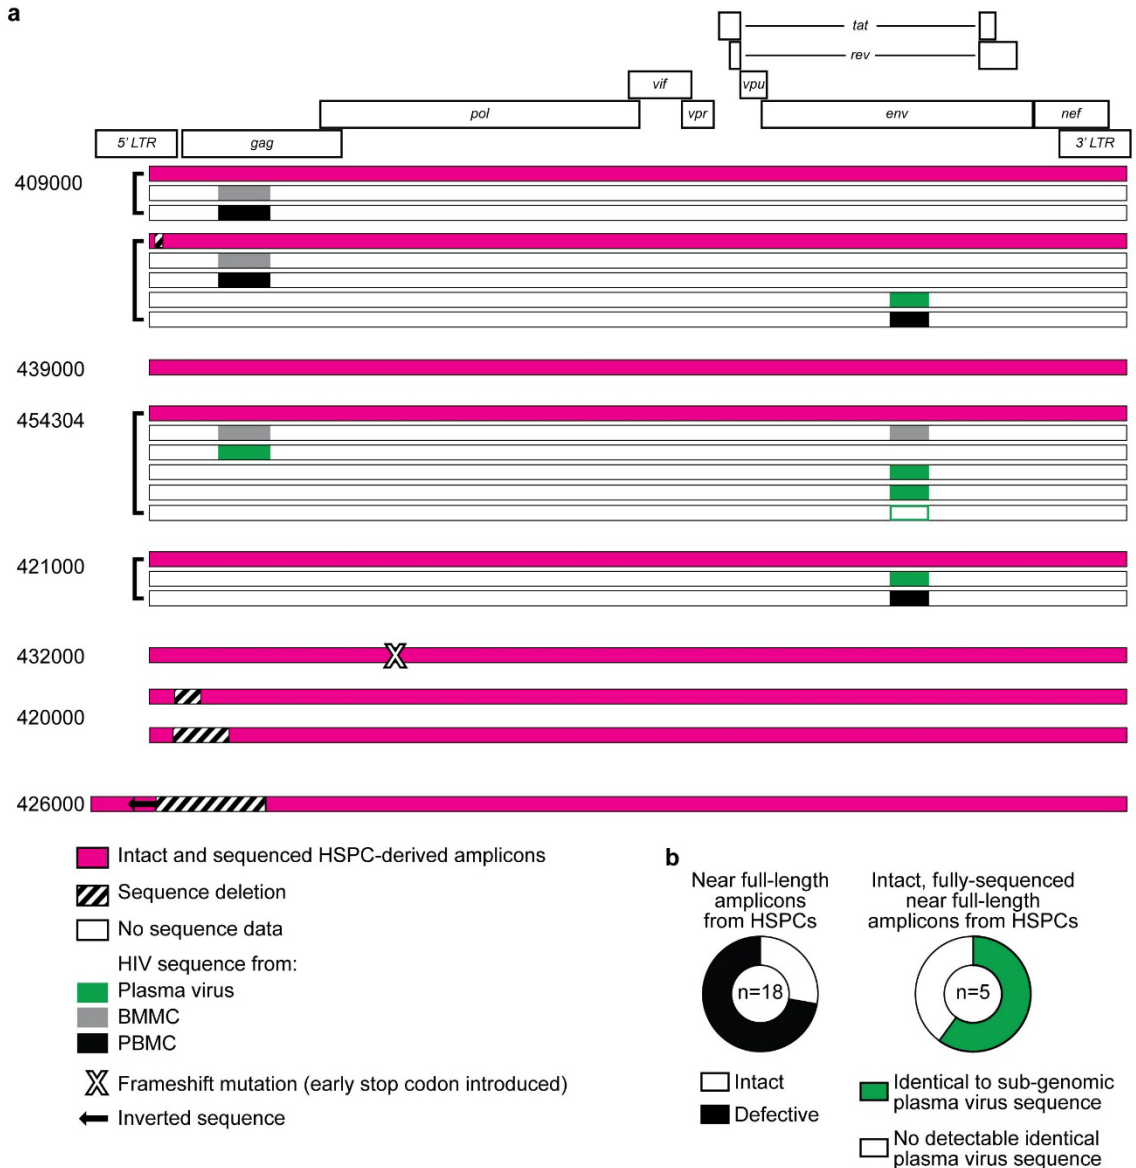 a
tat
rev
vif
vpu
pol
vpr
env
nef
5' LTR
gag
3' LTR
409000
439000
454304
421000
432000
420000
426000
Intact and sequenced HSPC-derived amplicons
Sequence deletion
No sequence data
HIV sequence from:
Plasma virus
BMMC
PBMC
X Frameshift mutation (early stop codon introduced)
Inverted sequence
b
Near full-length
amplicons
from HSPCs
n=18
Intact
Defective
Intact, fully-sequenced
near full-length
amplicons from HSPCs
n=5
Identical to sub-genomic
plasma virus sequence
No detectable identical
plasma virus sequence